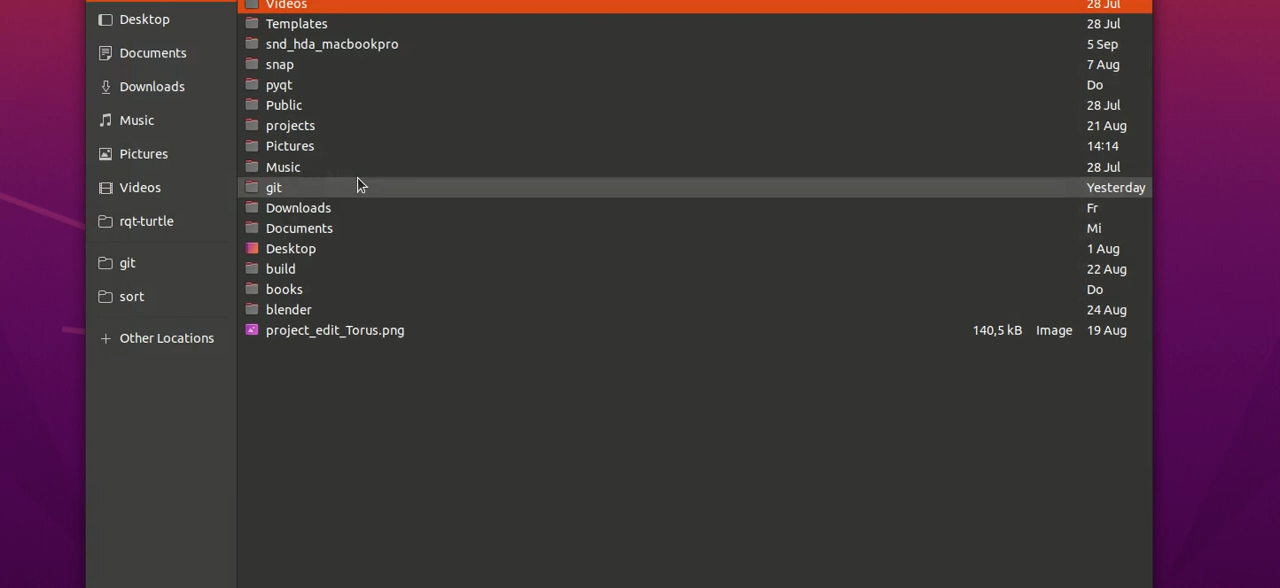 Desktop
Documents
Downloads
Music
Pictures
Videos
rqt-turtle
git
sort
+ Other Locations
Videos 28 Jul
Templates 28 Jul
snd_hda_macbookpro 5 Sep
snap 7 Aug
pyqt Do
Public 28 Jul
projects 21 Aug
Pictures 14:14
Music 28 Jul
git Yesterday
Downloads Fr
Documents Mi
Desktop 1 Aug
build 22 Aug
books Do
blender 24 Aug
project_edit_Torus.png 140,5 kB Image 19 Aug